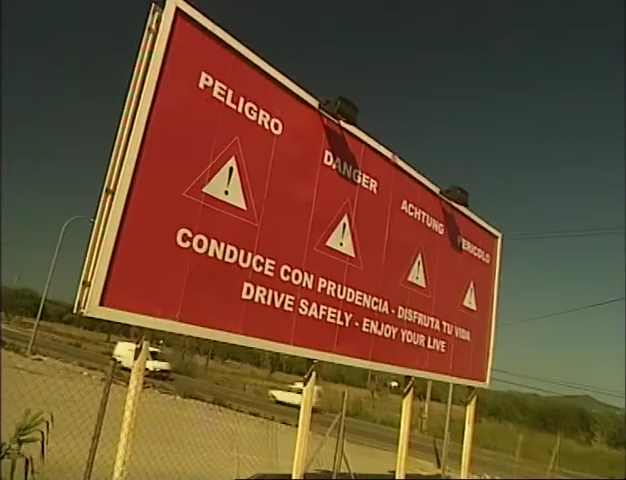 PELIGRO
DANGER
ACHTUNG
PERICOLO
CONDUCE CON PRUDENCIA - DISFRUTA TU VIDA
DRIVE SAFELY - ENJOY YOUR LIVE